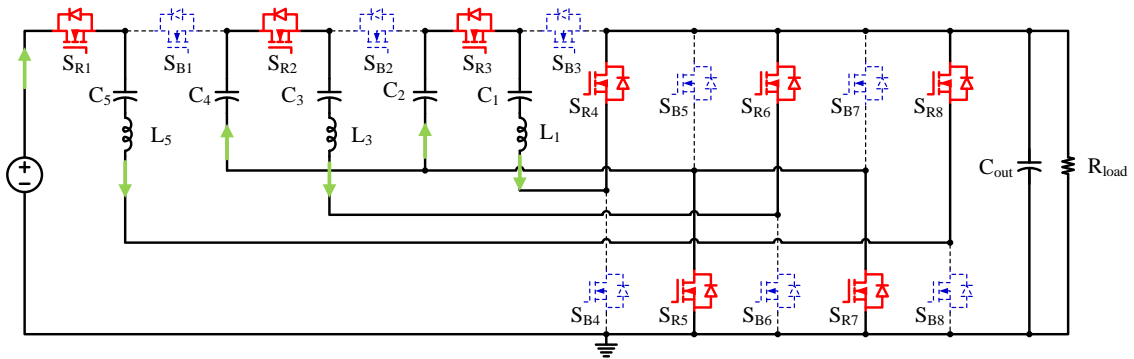 S_R1 S_B1 S_R2 S_B2 S_R3 S_B3
C_5 C_4 C_3 C_2 C_1 S_R4 S_B5 S_R6 S_B7 S_R8
L_5 L_3 L_1
C_out R_load
S_B4 S_R5 S_B6 S_R7 S_B8